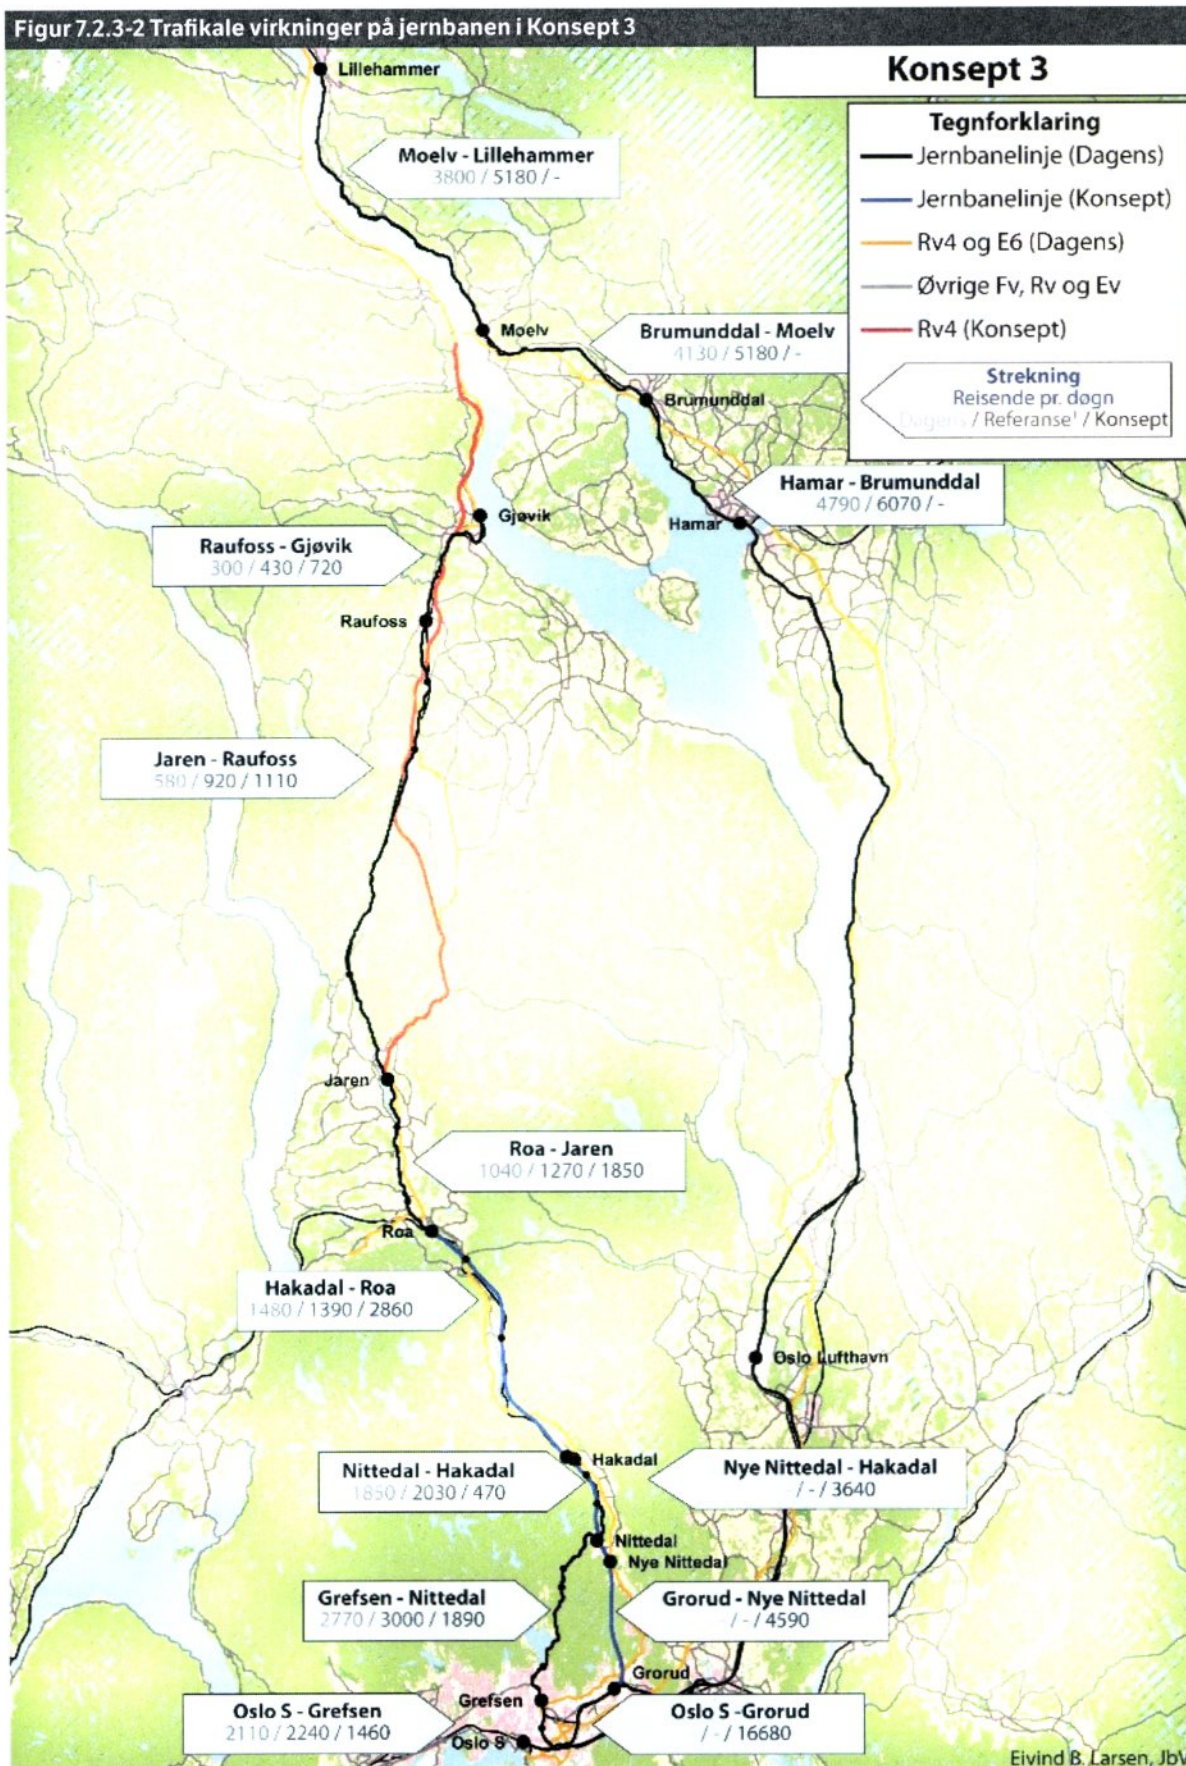 Figur 7.2.3-2 Trafikale virkninger på jernbanen i Konsept 3
Konsept 3
Tegnforklaring
Jernbanelinje (Dagens)
Jernbanelinje (Konsept)
Rv4 og E6 (Dagens)
Øvrige Fv, Rv og Ev
Rv4 (Konsept)
Strekning
Reisende pr. døgn
Dagens / Referanse¹ / Konsept
Lillehammer
Moelv - Lillehammer
3800 / 5180 / -
Moelv
Brumunddal - Moelv
4130 / 5180 / -
Brumunddal
Hamar - Brumunddal
4790 / 6070 / -
Hamar
Gjøvik
Raufoss - Gjøvik
300 / 430 / 720
Raufoss
Jaren - Raufoss
580 / 920 / 1110
Jaren
Roa - Jaren
1040 / 1270 / 1850
Roa
Hakadal - Roa
1480 / 1390 / 2860
Oslo Lufthavn
Hakadal
Nittedal - Hakadal
1850 / 2030 / 470
Nye Nittedal - Hakadal
/ - / 3640
Nittedal
Nye Nittedal
Grefsen - Nittedal
2770 / 3000 / 1890
Grorud - Nye Nittedal
/ - / 4590
Grorud
Grefsen
Oslo S - Grefsen
2110 / 2240 / 1460
Oslo S -Grorud
/ - / 16680
Oslo S
Eivind B. Larsen, JbV